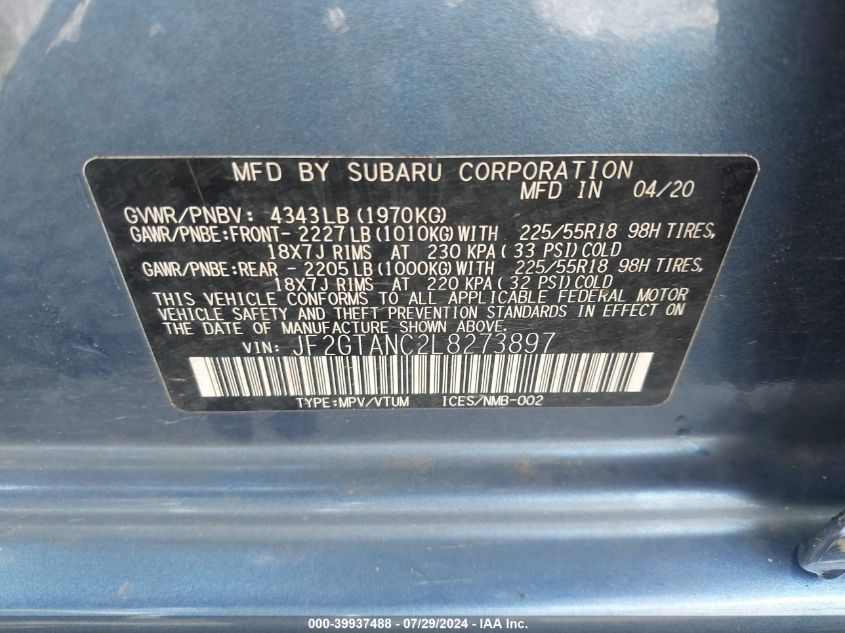 MFD BY SUBARU CORPORATION
MFD IN 04/20
GVWR/PNBV: 4343LB (1970KG)
GAWR/PNBE:FRONT- 2227LB(1010KG)WITH 225/55R18 98H TIRES,
18X7J RIMS AT 230 KPA( 33 PSI)COLD
GAWR/PNBE:REAR - 2205LB(1000KG)WITH 225/55R18 98H TIRES,
18X7J RIMS AT 220 KPA( 32 PSI)COLD
THIS VEHICLE CONFORMS TO ALL APPLICABLE FEDERAL MOTOR
VEHICLE SAFETY AND THEFT PREVENTION STANDARDS IN EFFECT ON
THE DATE OF MANUFACTURE SHOWN ABOVE.
VIN: JF2GTANC2L8273897
TYPE:MPV/VTUM ICES/NMB-002
000-39937488 - 07/29/2024 - IAA Inc.